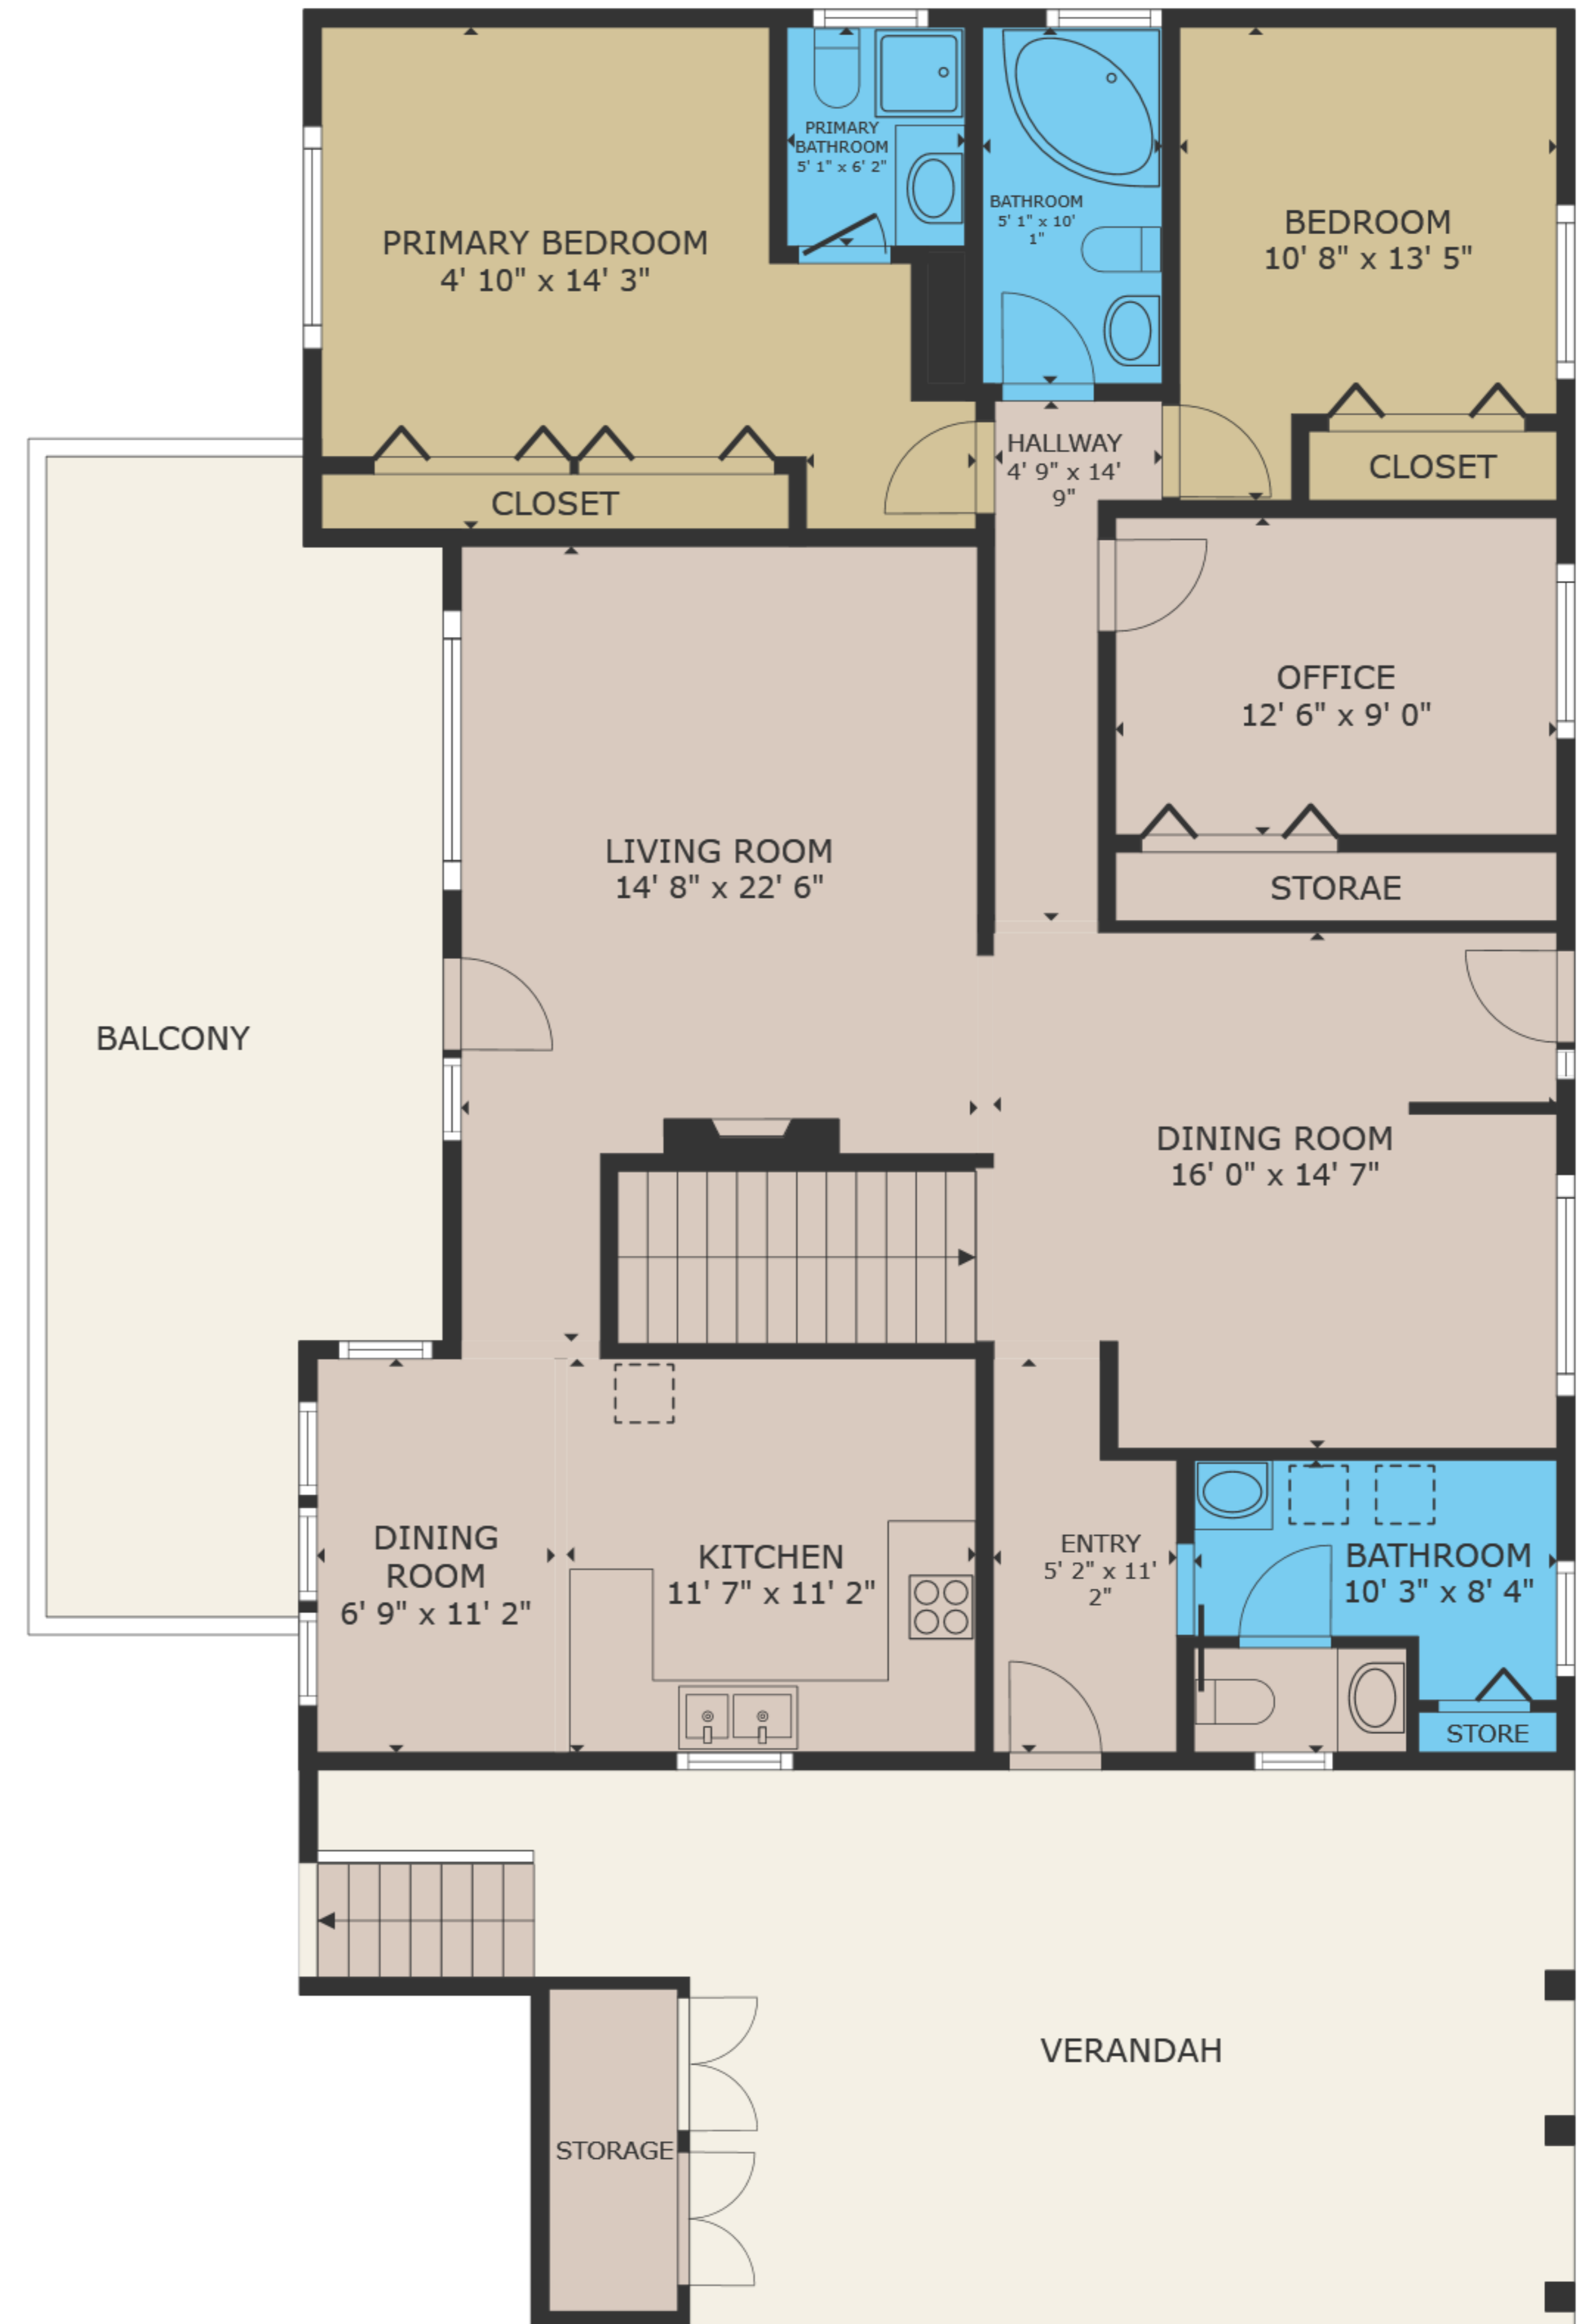 PRIMARY
BATHROOM
5' 1" x 6' 2"
BATHROOM
5' 1" x 10'
1"
PRIMARY BEDROOM
4' 10" x 14' 3"
BEDROOM
10' 8" x 13' 5"
HALLWAY
4' 9" x 14'
9"
CLOSET
CLOSET
OFFICE
12' 6" x 9' 0"
LIVING ROOM
14' 8" x 22' 6"
STORAE
BALCONY
DINING ROOM
16' 0" x 14' 7"
DINING
ROOM
6' 9" x 11' 2"
KITCHEN
11' 7" x 11' 2"
ENTRY
5' 2" x 11'
2"
BATHROOM
10' 3" x 8' 4"
STORE
VERANDAH
STORAGE